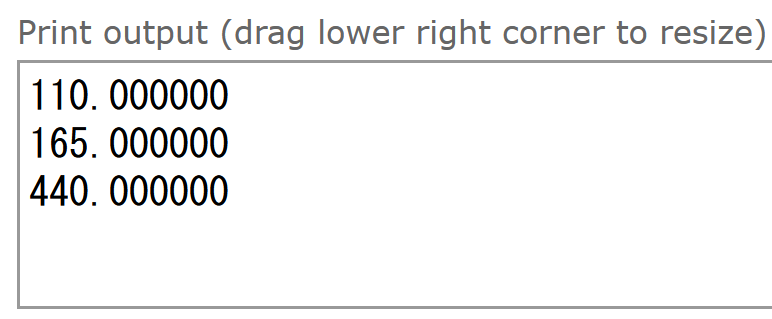 Print output (drag lower right corner to resize)
110.000000
165.000000
440.000000